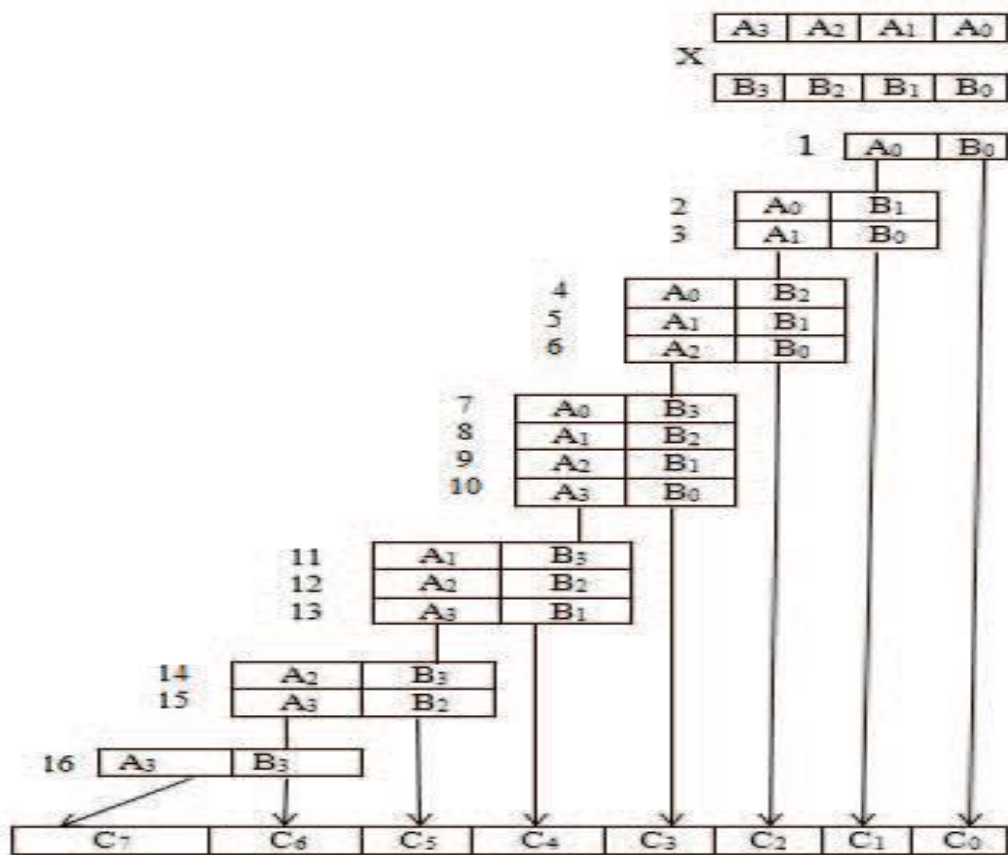 A₃ A₂ A₁ A₀
X
B₃ B₂ B₁ B₀
1 A₀ B₀
2 A₀ B₁
3 A₁ B₀
4 A₀ B₂
5 A₁ B₁
6 A₂ B₀
7 A₀ B₃
8 A₁ B₂
9 A₂ B₁
10 A₃ B₀
11 A₁ B₃
12 A₂ B₂
13 A₃ B₁
14 A₂ B₃
15 A₃ B₂
16 A₃ B₃
C₇ C₆ C₅ C₄ C₃ C₂ C₁ C₀